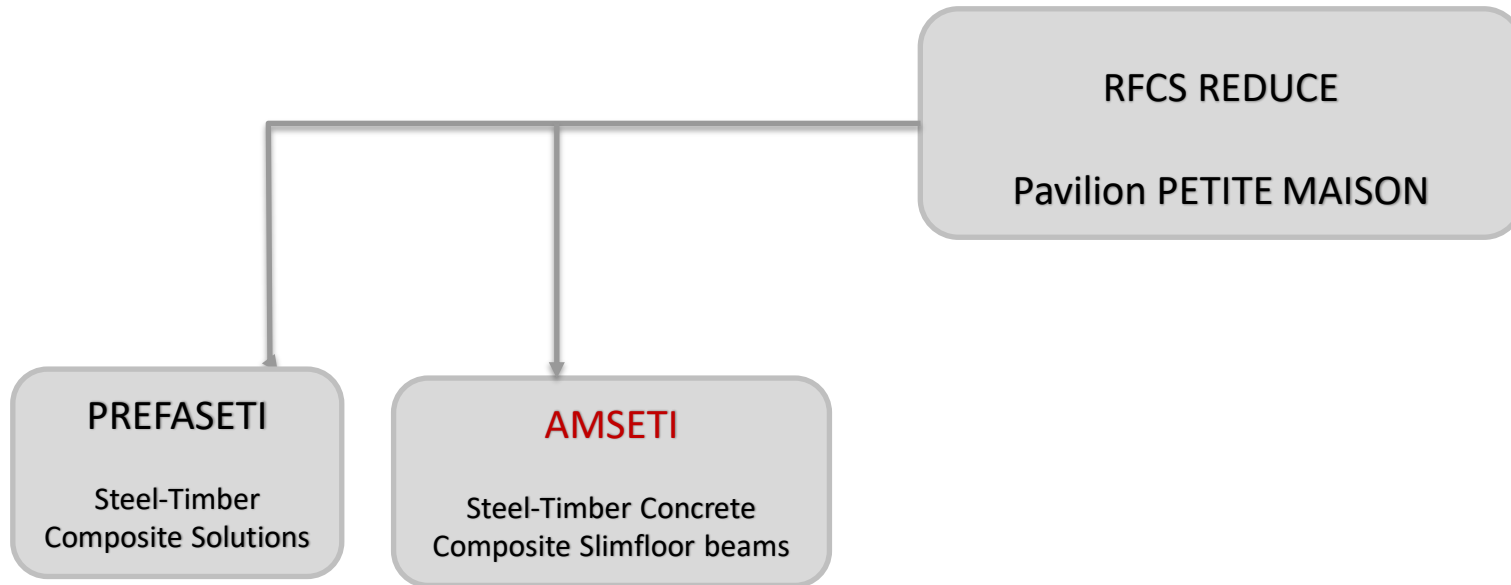 RFCS REDUCE
Pavilion PETITE MAISON
PREFASETI
Steel-Timber
Composite Solutions
AMSETI
Steel-Timber Concrete
Composite Slimfloor beams